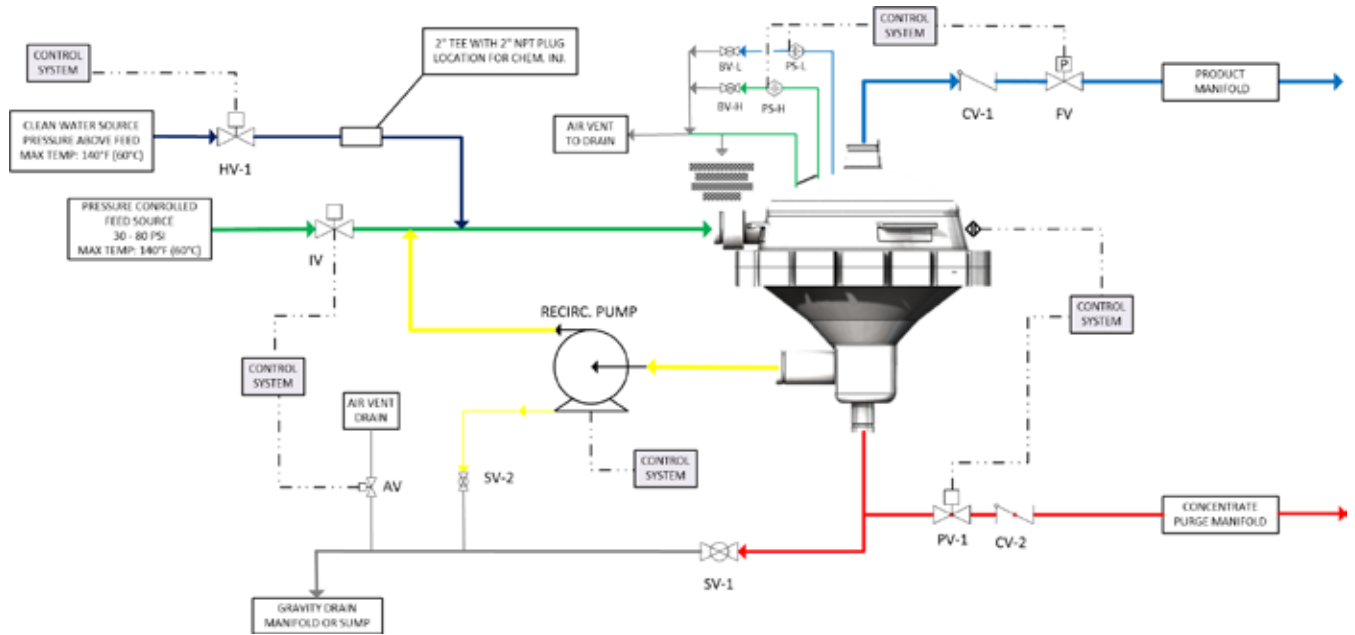 CONTROL
SYSTEM
2" TEE WITH 2" NPT PLUG
LOCATION FOR CHEM. INJ.
CONTROL
SYSTEM
P
BV-L
PS-L
BV-H
PS-H
CV-1
FV
PRODUCT
MANIFOLD
CLEAN WATER SOURCE
PRESSURE ABOVE FEED
MAX TEMP: 140°F (60°C)
HV-1
AIR VENT
TO DRAIN
PRESSURE CONROLLED
FEED SOURCE
30 - 80 PSI
MAX TEMP: 140°F (60°C)
IV
RECIRC. PUMP
CONTROL
SYSTEM
CONTROL
SYSTEM
AIR VENT
DRAIN
AV
SV-2
CONTROL
SYSTEM
PV-1
CV-2
CONCENTRATE
PURGE MANIFOLD
SV-1
GRAVITY DRAIN
MANIFOLD OR SUMP